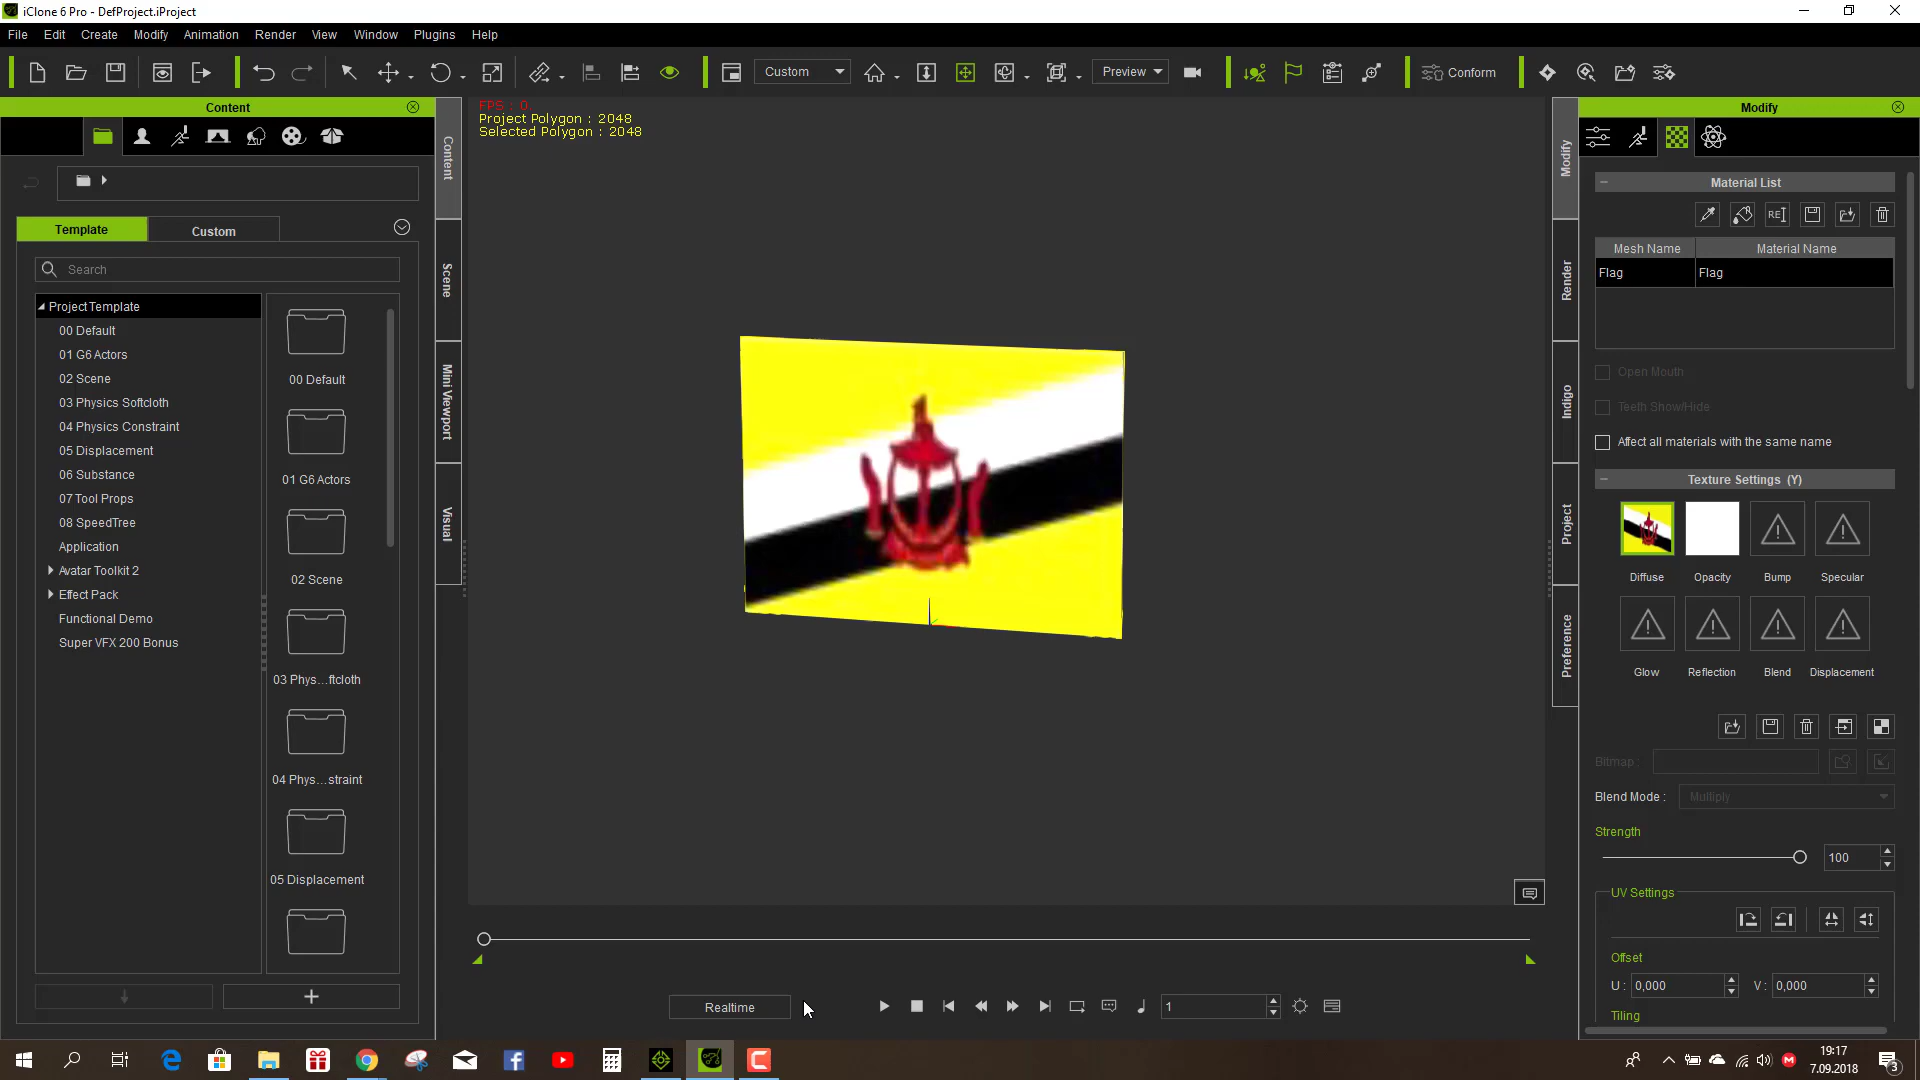 iClone 6 Pro - DefProject.iProject
File Edit Create Modify Animation Render View Window Plugins Help
Custom Preview Conform
Content
Template Custom
Search
ProjectTemplate
00 Default
01 G6 Actors
02 Scene
03 Physics Softcloth
04 Physics Constraint
05 Displacement
06 Substance
07 Tool Props
08 SpeedTree
Application
Avatar Toolkit 2
Effect Pack
Functional Demo
Super VFX 200 Bonus
00 Default
01 G6 Actors
02 Scene
03 Phys...ftcloth
04 Phys...straint
05 Displacement
Content
Scene
Mini Viewport
Visual
FPS : 0
Project Polygon : 2048
Selected Polygon : 2048
Realtime
1
Modify
Render
Indigo
Project
Preference
Modify
Material List
REI
Mesh Name Material Name
Flag Flag
Open Mouth
Teeth Show/Hide
Affect all materials with the same name
Texture Settings (Y)
Diffuse Opacity Bump Specular
Glow Reflection Blend Displacement
Bitmap :
Blend Mode : Multiply
Strength
100
UV Settings
Offset
U : 0,000 V : 0,000
Tiling
19:17
7.09.2018
3